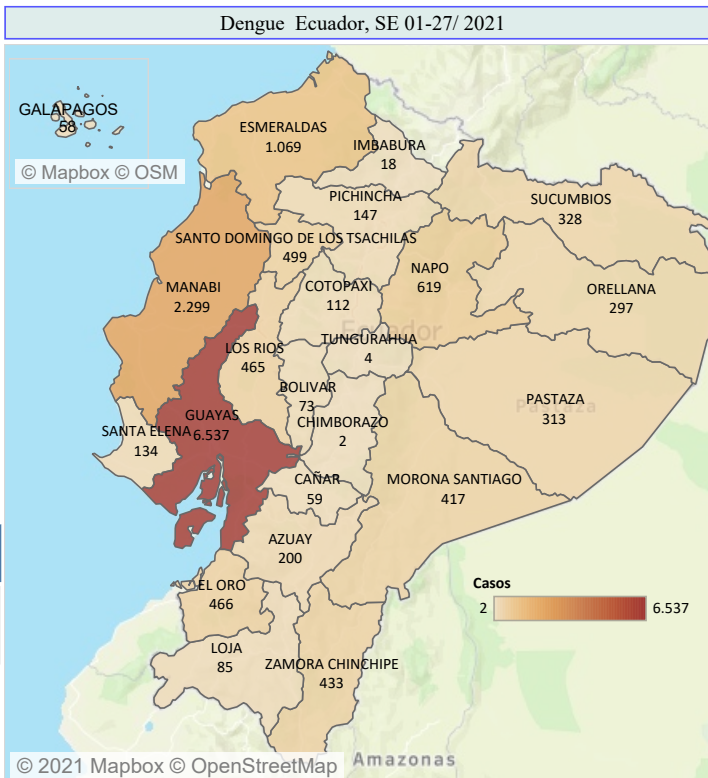 Dengue Ecuador, SE 01-27/ 2021
GALAPAGOS
58
© Mapbox © OSM
ESMERALDAS
1.069
IMBABURA
18
PICHINCHA
147
SUCUMBIOS
328
SANTO DOMINGO DE LOS TSACHILAS
499
NAPO
619
MANABI
2.299
COTOPAXI
112
ORELLANA
297
Ecuador
TUNGURAHUA
4
LOS RIOS
465
BOLIVAR
73
PASTAZA
313
Pastaza
GUAYAS
6.537
CHIMBORAZO
2
SANTA ELENA
134
CAÑAR
59
MORONA SANTIAGO
417
AZUAY
200
EL ORO
466
Casos
2 6.537
LOJA
85
ZAMORA CHINCHIPE
433
© 2021 Mapbox © OpenStreetMap
Amazonas